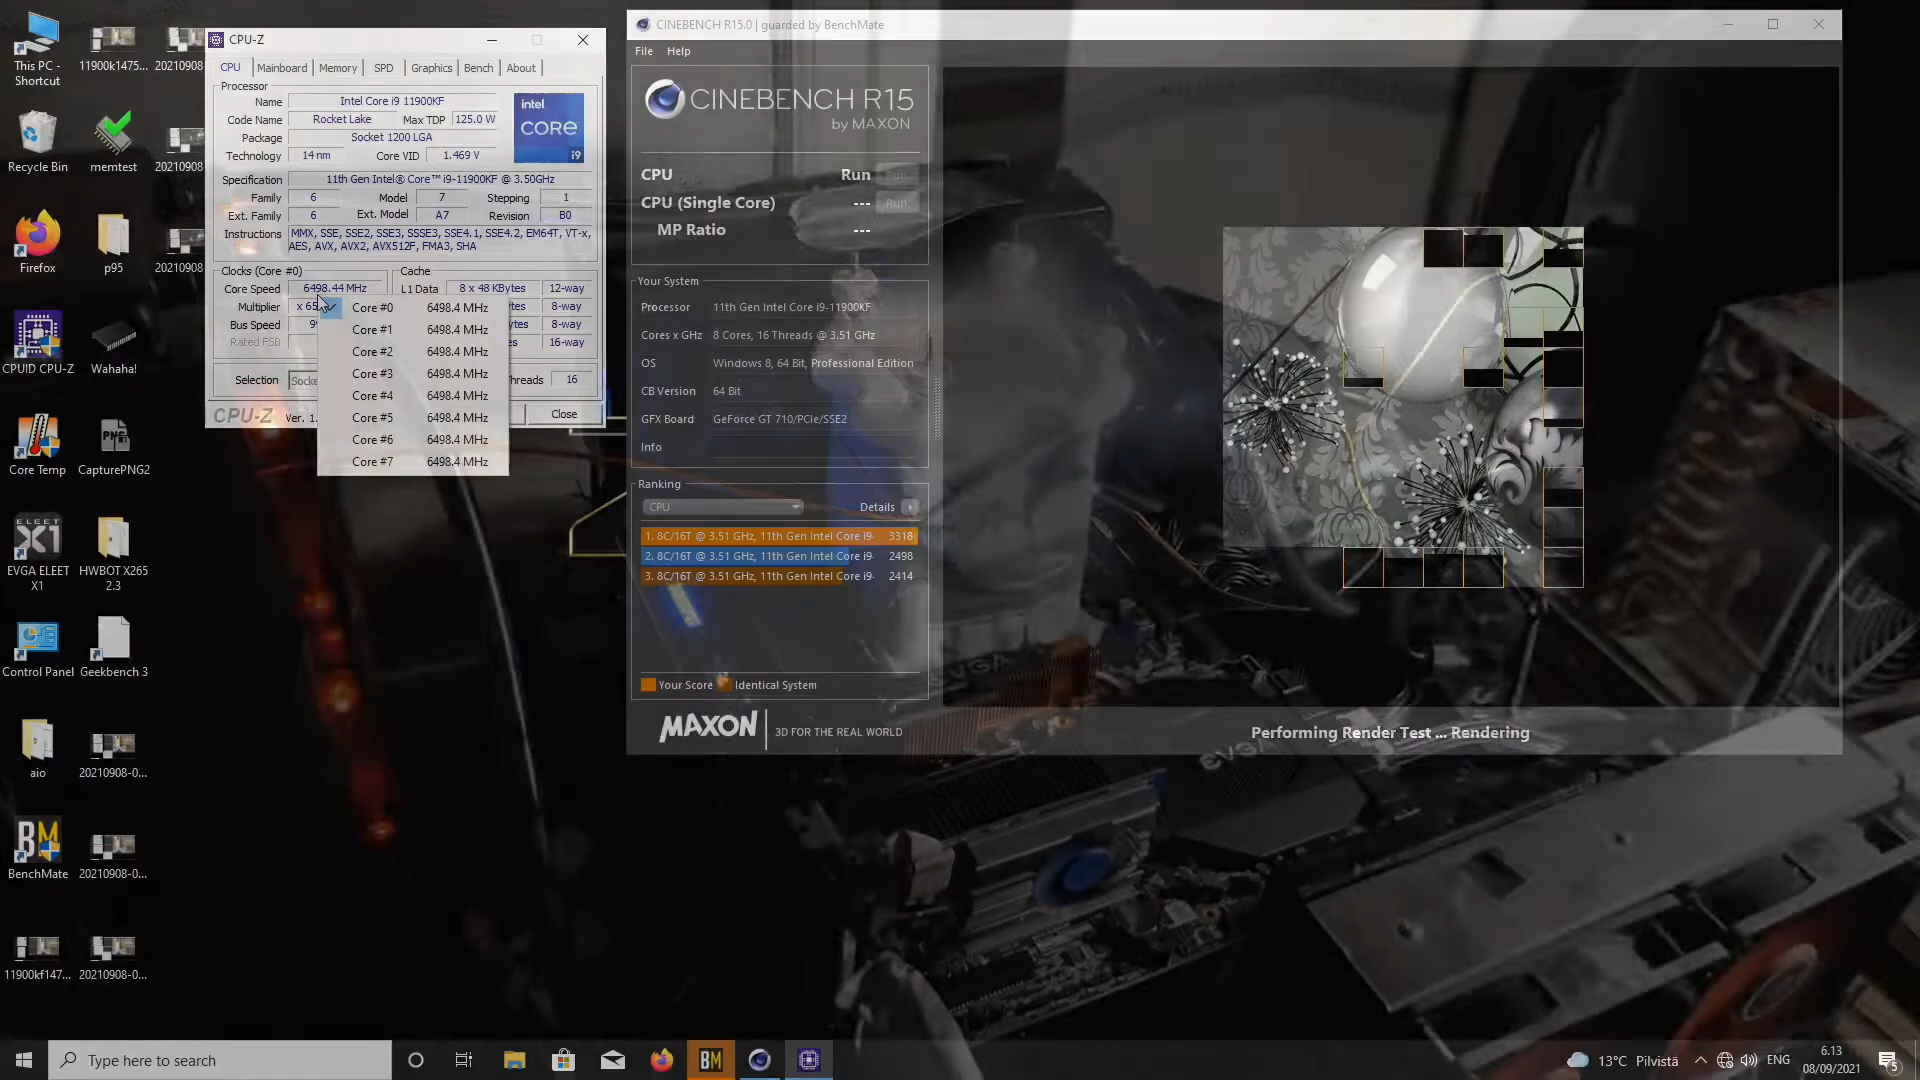 This PC -
Shortcut
11900k1475...
20210908
Recycle Bin
memtest
20210908
Firefox
p95
20210908
CPUID CPU-Z
Wahaha!
Core Temp
CapturePNG2
EVGA ELEET
X1
HWBOT X265
2.3
Control Panel
Geekbench 3
aio
20210908-0...
BM
BenchMate
20210908-0...
11900kf147...
20210908-0...
CPU-Z
CPU
Mainboard
Memory
SPD
Graphics
Bench
About
Processor
Name
Intel Core i9 11900KF
Code Name
Rocket Lake
Max TDP
125.0 W
Package
Socket 1200 LGA
Technology
14 nm
Core VID
1.469 V
intel
CORE
i9
Specification
11th Gen Intel® Core™ i9-11900KF @ 3.50GHz
Family
6
Model
7
Stepping
1
Ext. Family
6
Ext. Model
A7
Revision
B0
Instructions
MMX, SSE, SSE2, SSE3, SSSE3, SSE4.1, SSE4.2, EM64T, VT-x,
AES, AVX, AVX2, AVX512F, FMA3, SHA
Clocks (Core #0)
Cache
Core Speed
6498.44 MHz
L1 Data
8 x 48 KBytes
12-way
Multiplier
x 65
8-way
Bus Speed
8-way
Rated FSB
16-way
Core #0 6498.4 MHz
Core #1 6498.4 MHz
Core #2 6498.4 MHz
Core #3 6498.4 MHz
Core #4 6498.4 MHz
Core #5 6498.4 MHz
Core #6 6498.4 MHz
Core #7 6498.4 MHz
Selection
16
CPU-Z
Ver. 1.
Close
CINEBENCH R15.0 | guarded by BenchMate
File
Help
CINEBENCH R15
by MAXON
CPU
Run
Run
CPU (Single Core)
---
Run
MP Ratio
---
Your System
Processor
11th Gen Intel Core i9-11900KF
Cores x GHz
8 Cores, 16 Threads @ 3.51 GHz
OS
Windows 8, 64 Bit, Professional Edition
CB Version
64 Bit
GFX Board
GeForce GT 710/PCIe/SSE2
Info
Ranking
CPU
Details
1. 8C/16T @ 3.51 GHz, 11th Gen Intel Core i9- 3318
2. 8C/16T @ 3.51 GHz, 11th Gen Intel Core i9- 2498
3. 8C/16T @ 3.51 GHz, 11th Gen Intel Core i9- 2414
Your Score
Identical System
MAXON
3D FOR THE REAL WORLD
Performing Render Test ... Rendering
EVGA
Type here to search
BM
13°C Pilvistä
ENG
6.13
08/09/2021
5